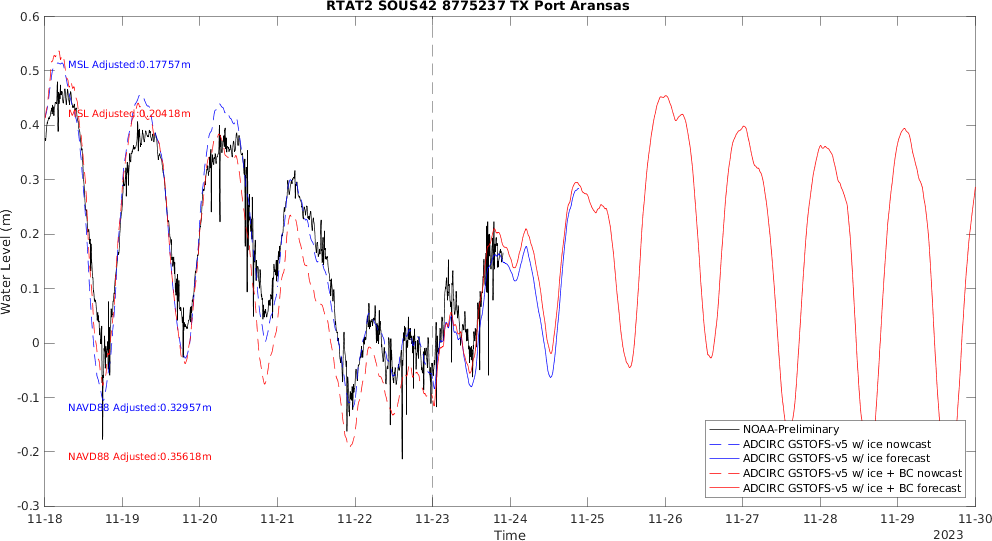 RTAT2 SOUS42 8775237 TX Port Aransas
0.6
0.5
0.4
0.3
0.2
0.1
0
-0.1
-0.2
-0.3
Water Level (m)
MSL Adjusted:0.17757m
MSL Adjusted:0.20418m
NAVD88 Adjusted:0.32957m
NAVD88 Adjusted:0.35618m
NOAA-Preliminary
ADCIRC GSTOFS-v5 w/ ice nowcast
ADCIRC GSTOFS-v5 w/ ice forecast
ADCIRC GSTOFS-v5 w/ ice + BC nowcast
ADCIRC GSTOFS-v5 w/ ice + BC forecast
11-18 11-19 11-20 11-21 11-22 11-23 11-24 11-25 11-26 11-27 11-28 11-29 11-30
Time
2023